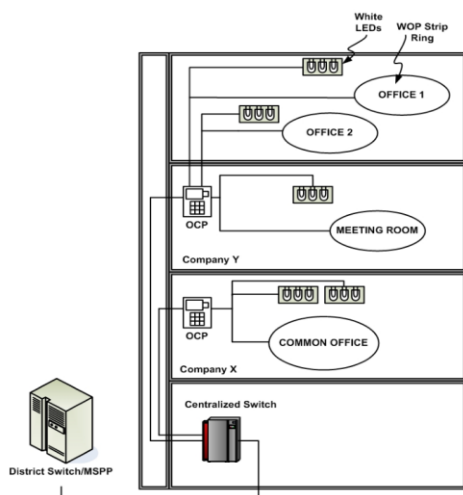 White
LEDs
WOP Strip
Ring
OFFICE 1
OFFICE 2
OCP
MEETING ROOM
Company Y
OCP
COMMON OFFICE
Company X
Centralized Switch
District Switch/MSPP